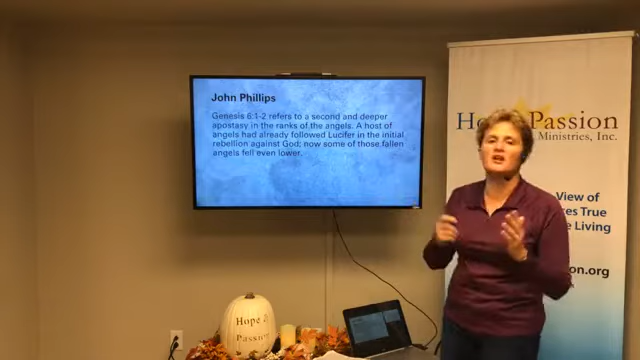 John Phillips
Genesis 6:1-2 refers to a second and deeper
apostasy in the ranks of the angels. A host of
angels had already followed Lucifer in the initial
rebellion against God; now some of those fallen
angels fell even lower.
Passion
Ministries, Inc.
View of
True
Living
.org
Hope &
Passion